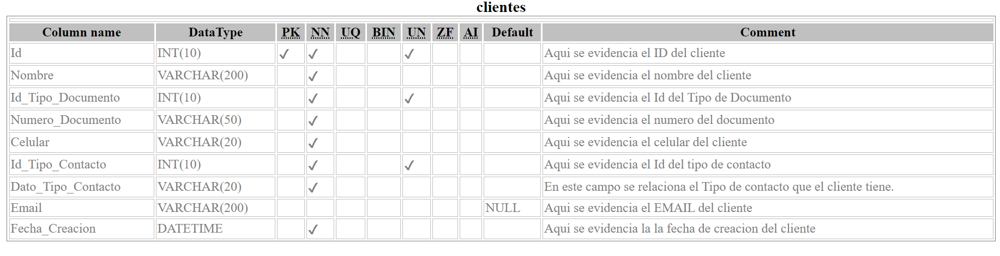 clientes
Column name DataType PK NN UQ BIN UN ZF AI Default Comment
Id INT(10) ✓ ✓ ✓ Aqui se evidencia el ID del cliente
Nombre VARCHAR(200) ✓ Aqui se evidencia el nombre del cliente
Id_Tipo_Documento INT(10) ✓ ✓ Aqui se evidencia el Id del Tipo de Documento
Numero_Documento VARCHAR(50) ✓ Aqui se evidencia el numero del documento
Celular VARCHAR(20) ✓ Aqui se evidencia el celular del cliente
Id_Tipo_Contacto INT(10) ✓ ✓ Aqui se evidencia el Id del tipo de contacto
Dato_Tipo_Contacto VARCHAR(20) ✓ En este campo se relaciona el Tipo de contacto que el cliente tiene.
Email VARCHAR(200) NULL Aqui se evidencia el EMAIL del cliente
Fecha_Creacion DATETIME ✓ Aqui se evidencia la la fecha de creacion del cliente